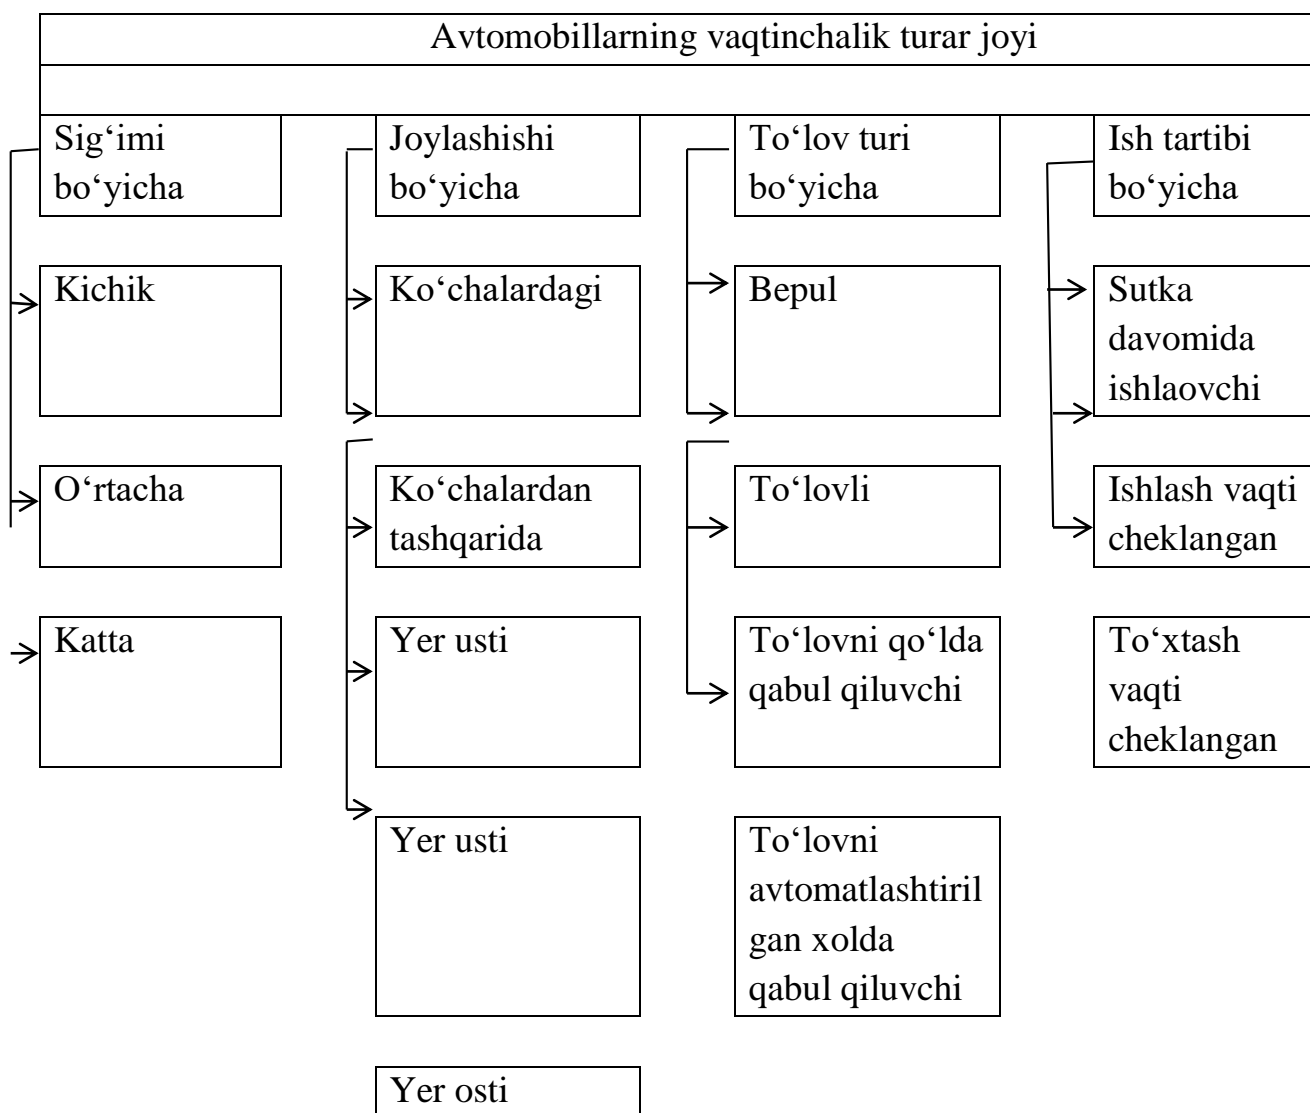 Avtomobillarning vaqtinchalik turar joyi
Sig‘imi
bo‘yicha
Joylashishi
bo‘yicha
To‘lov turi
bo‘yicha
Ish tartibi
bo‘yicha
Kichik
Ko‘chalardagi
Bepul
Sutka
davomida
ishlaovchi
O‘rtacha
Ko‘chalardan
tashqarida
To‘lovli
Ishlash vaqti
cheklangan
Katta
Yer usti
To‘lovni qo‘lda
qabul qiluvchi
To‘xtash
vaqti
cheklangan
Yer usti
To‘lovni
avtomatlashtiril
gan xolda
qabul qiluvchi
Yer osti